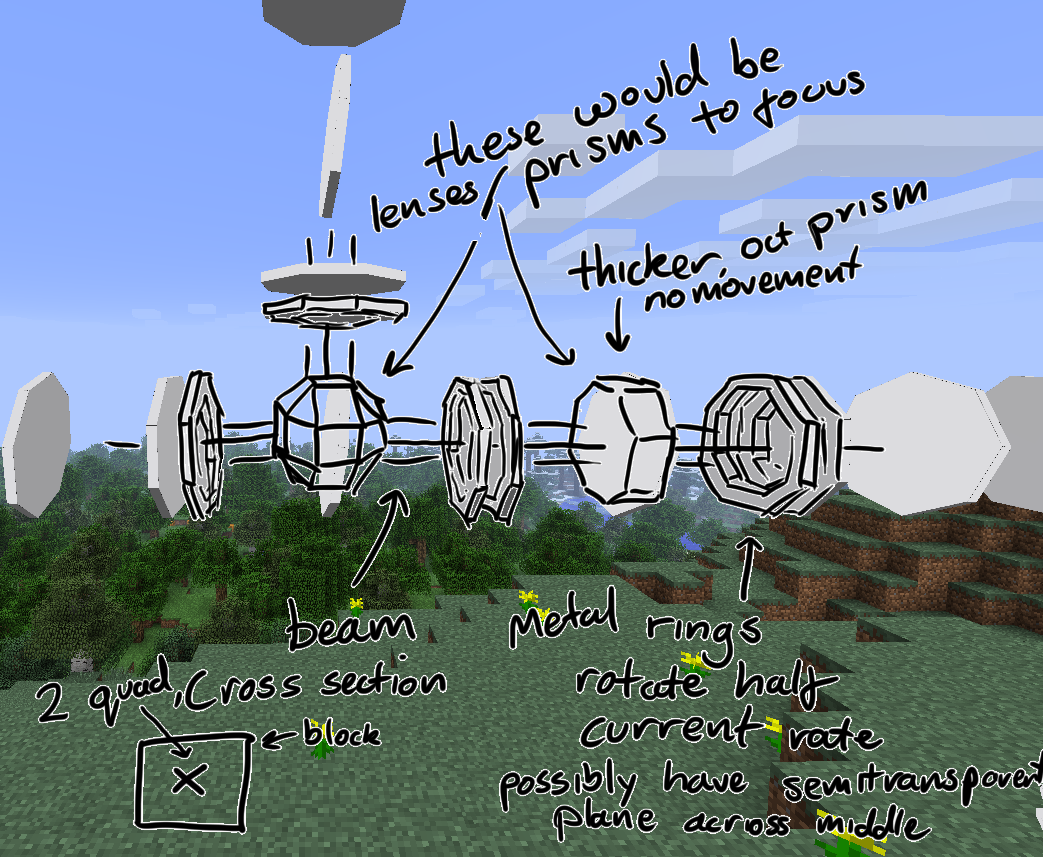 these would be
lenses/prisms to focus
thicker, oct prism
no movement
beam
2 quad, Cross section
block
Metal rings
rotate half
current rate
possibly have semitransparent
plane across middle